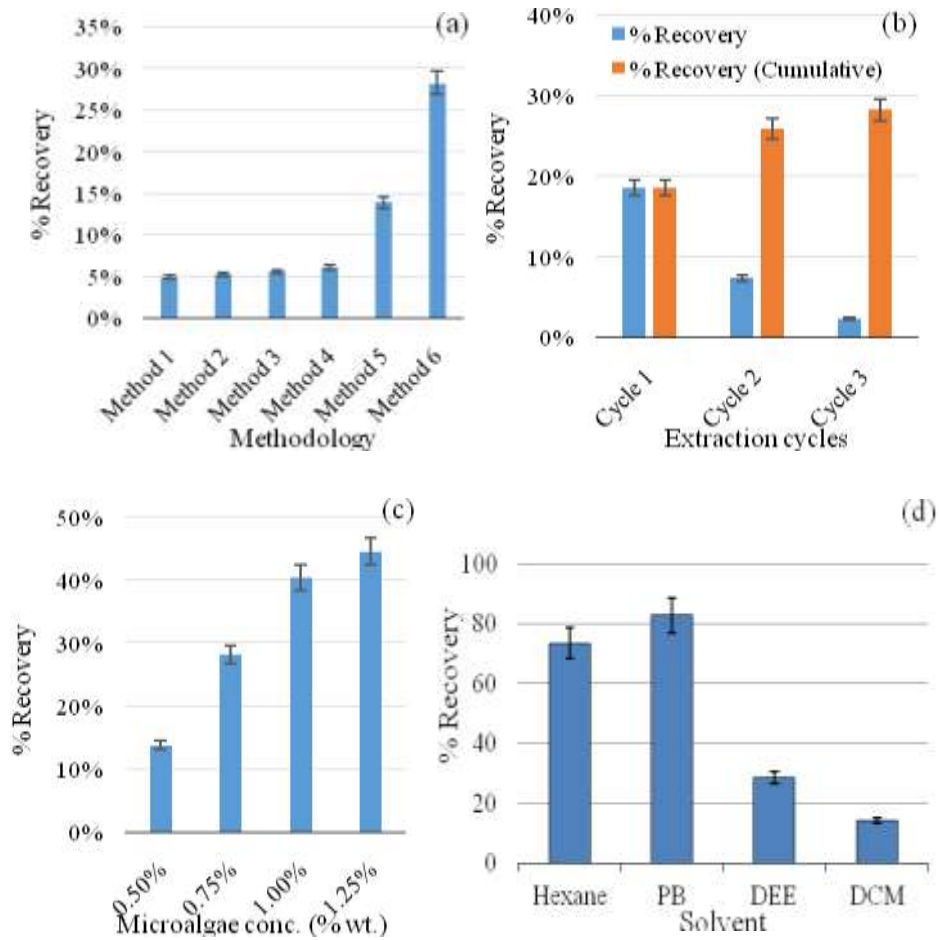 (a)
35%
30%
25%
20%
15%
10%
5%
0%
% Recovery
Method 1
Method 2
Method 3
Method 4
Method 5
Method 6
Methodology
(b)
% Recovery
% Recovery (Cumulative)
40%
30%
20%
10%
0%
% Recovery
Cycle 1
Cycle 2
Cycle 3
Extraction cycles
(c)
50%
40%
30%
20%
10%
0%
% Recovery
0.50%
0.75%
1.00%
1.25%
Microalgae conc. (% wt.)
(d)
100
80
60
40
20
0
% Recovery
Hexane PB DEE DCM
Solvent